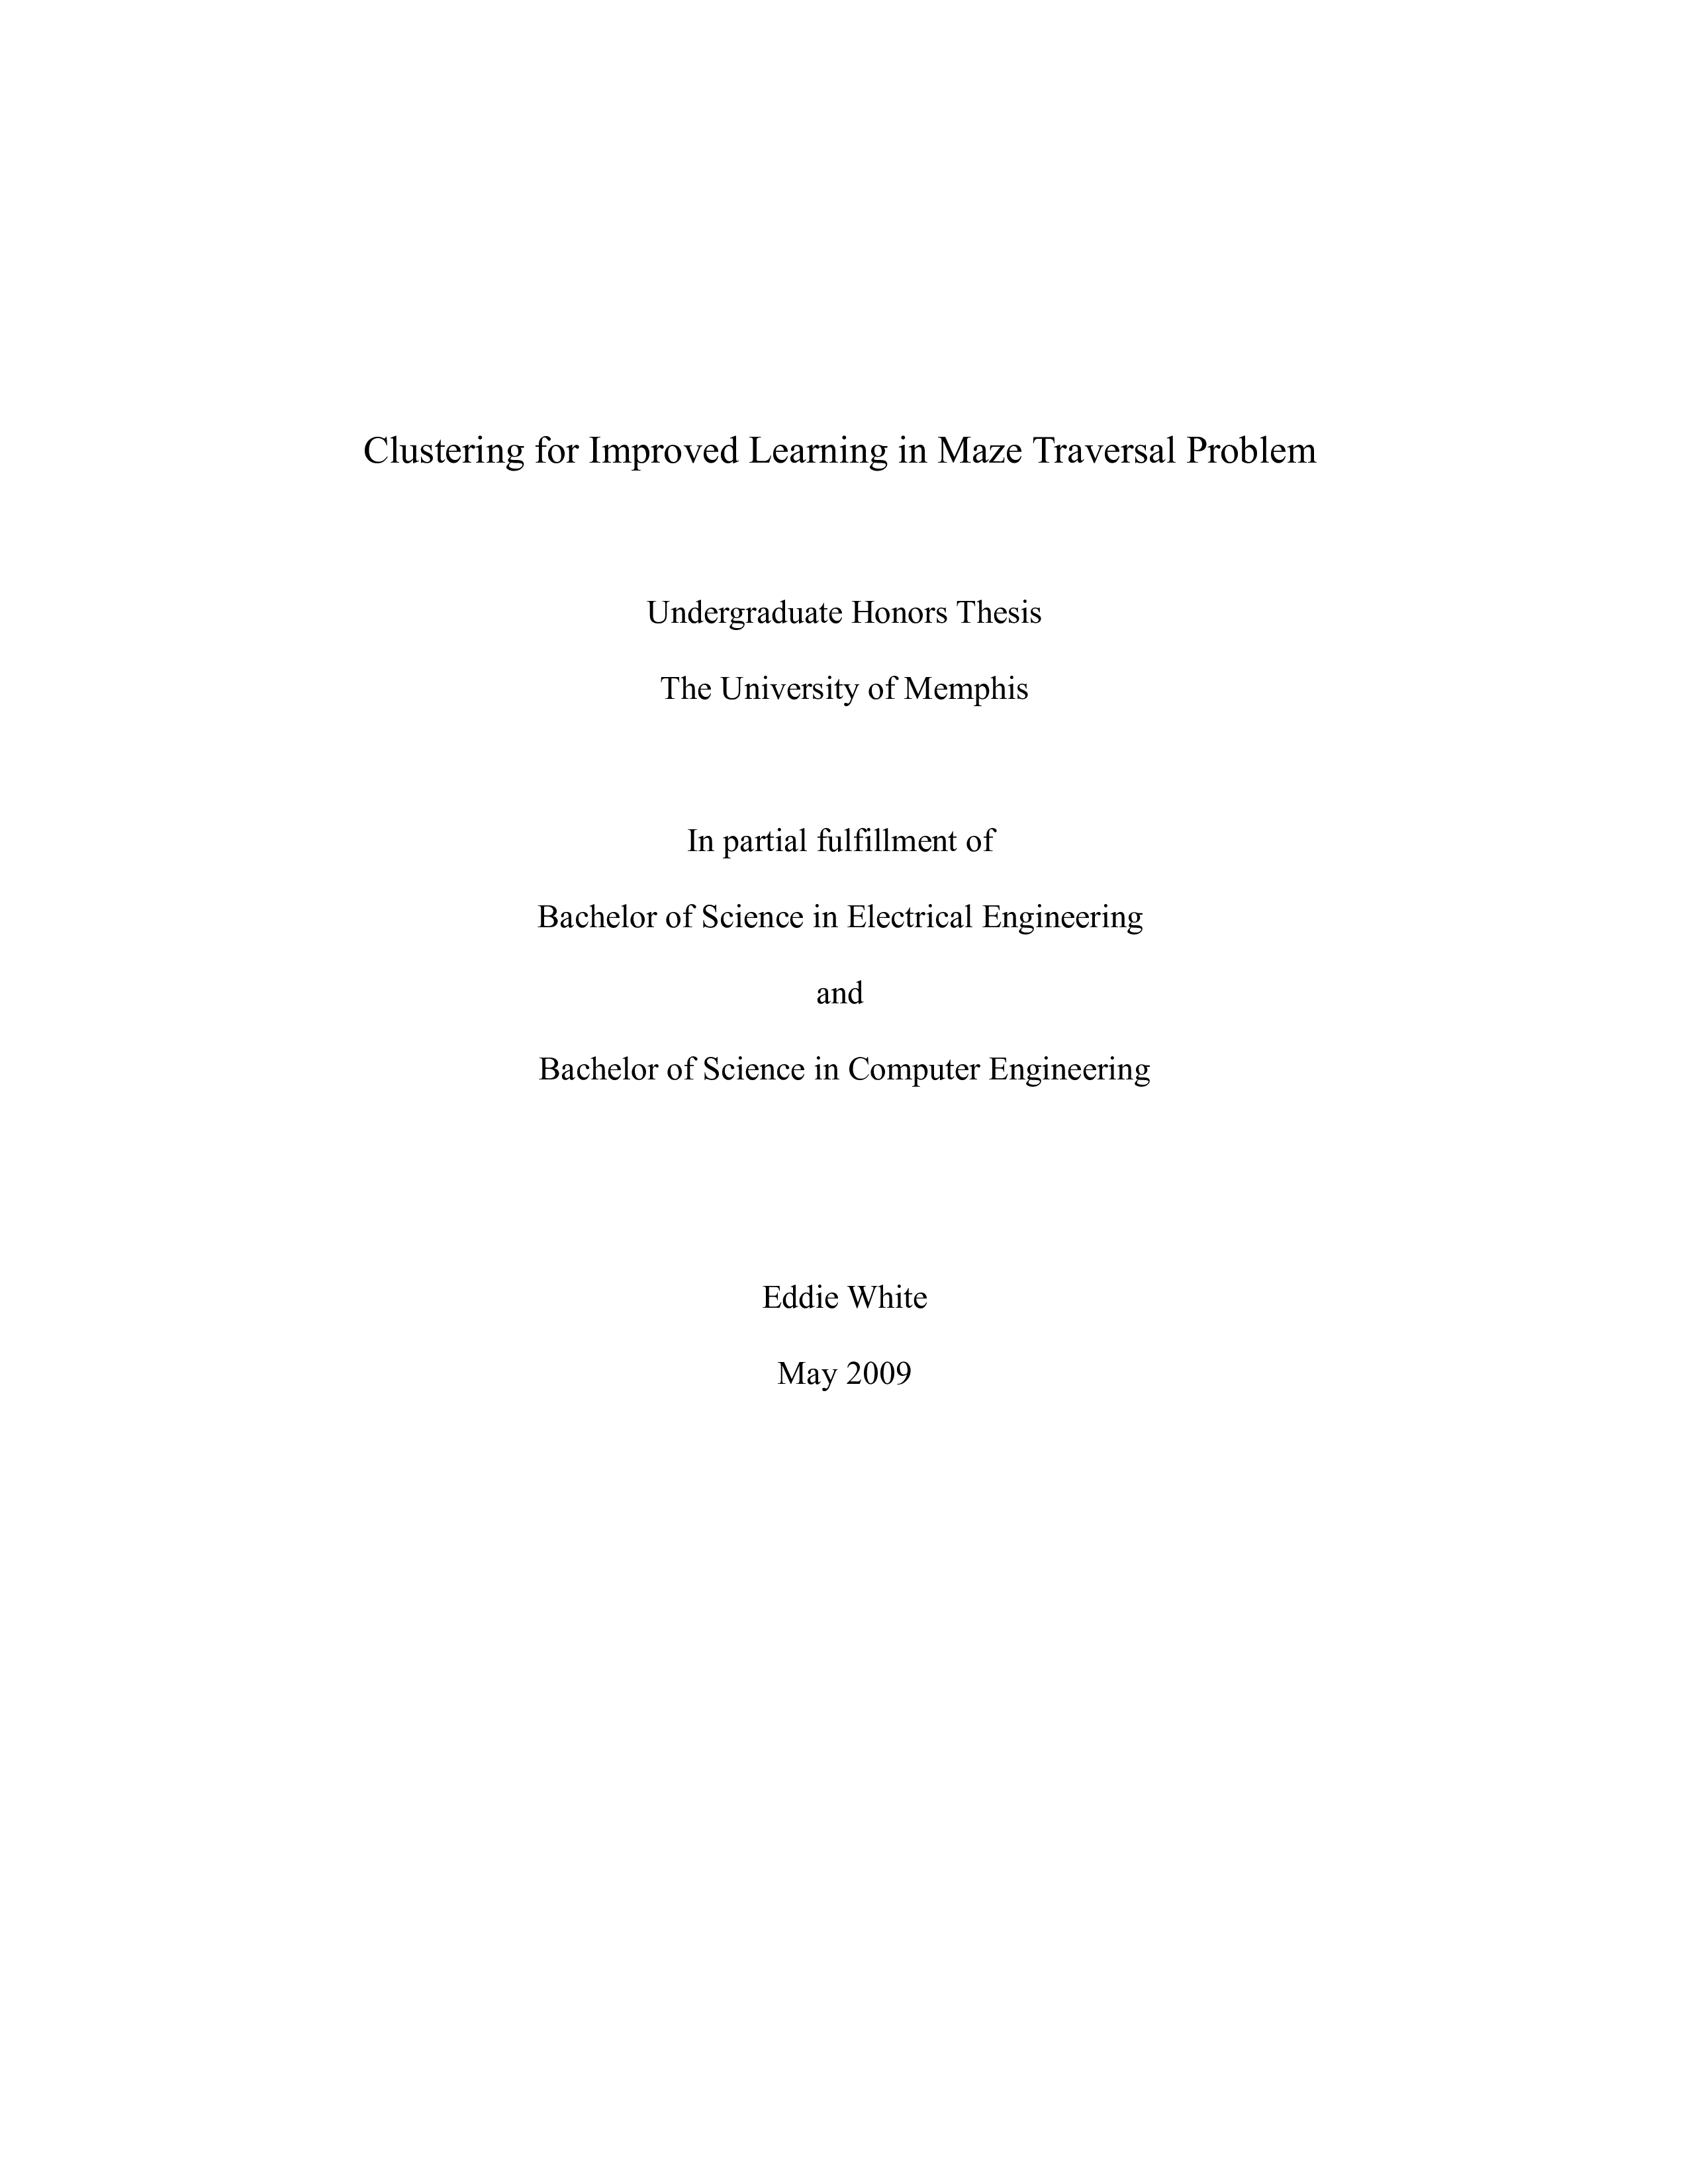 Clustering for Improved Learning in Maze Traversal Problem
Undergraduate Honors Thesis
The University of Memphis
In partial fulfillment of
Bachelor of Science in Electrical Engineering
and
Bachelor of Science in Computer Engineering
Eddie White
May 2009